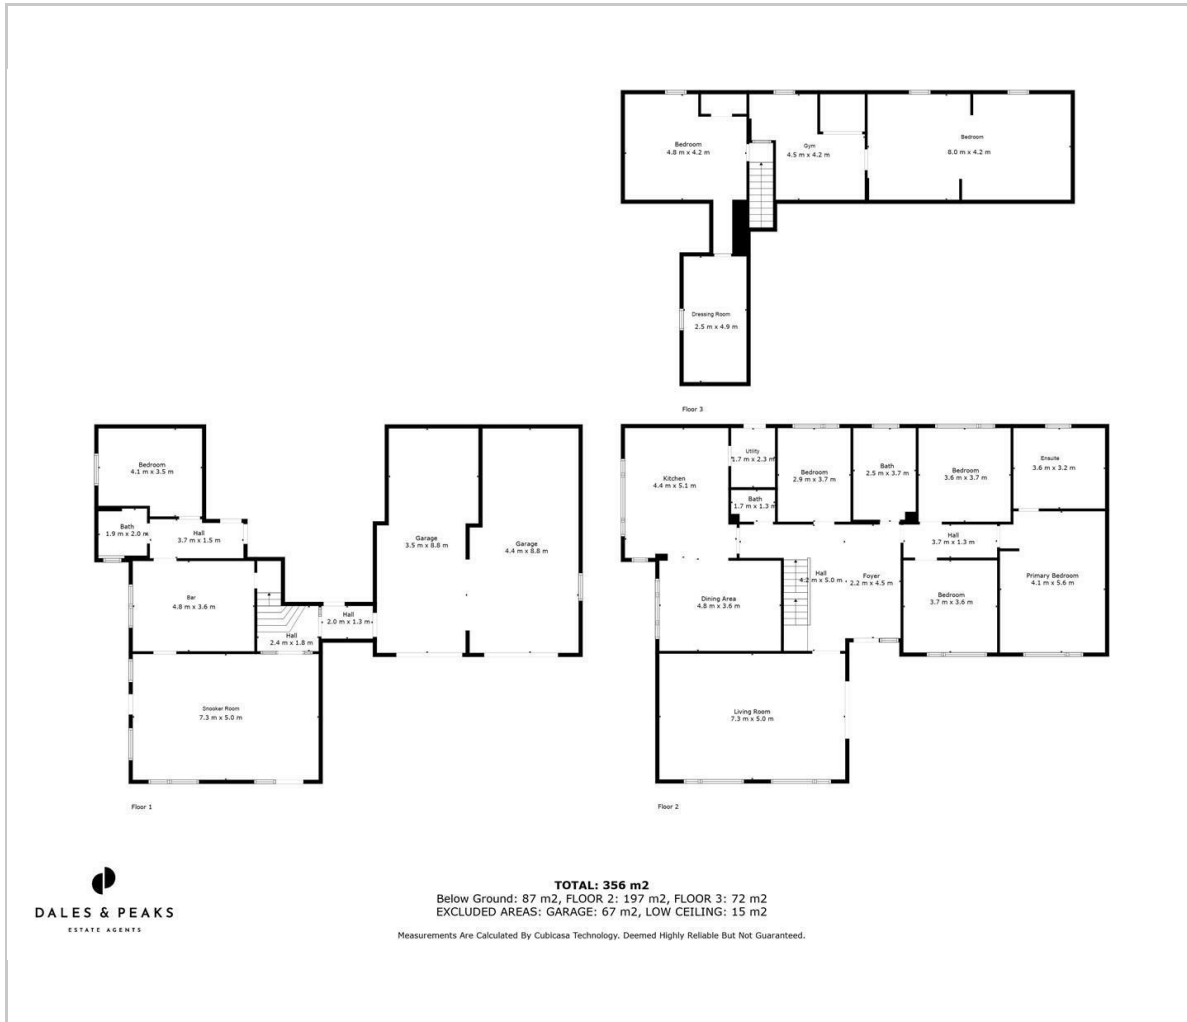 Bedroom
4.8 m x 4.2 m
Gym
4.5 m x 4.2 m
Bedroom
8.0 m x 4.2 m
Dressing Room
2.5 m x 4.9 m
Floor 3
Bedroom
4.1 m x 3.5 m
Bath
1.9 m x 2.0 m
Hall
3.7 m x 1.5 m
Bar
4.8 m x 3.6 m
Hall
2.4 m x 1.8 m
Hall
2.0 m x 1.3 m
Garage
3.5 m x 8.8 m
Garage
4.4 m x 8.8 m
Snooker Room
7.3 m x 5.0 m
Floor 1
Kitchen
4.4 m x 5.1 m
Utility
1.7 m x 2.3 m
Bath
1.7 m x 1.3 m
Bedroom
2.9 m x 3.7 m
Bath
2.5 m x 3.7 m
Bedroom
3.6 m x 3.7 m
Ensuite
3.6 m x 3.2 m
Hall
3.7 m x 1.3 m
Hall
4.2 m x 5.0 m
Foyer
2.2 m x 4.5 m
Primary Bedroom
4.1 m x 5.6 m
Dining Area
4.8 m x 3.6 m
Bedroom
3.7 m x 3.6 m
Living Room
7.3 m x 5.0 m
Floor 2
DALES & PEAKS
ESTATE AGENTS
TOTAL: 356 m2
Below Ground: 87 m2, FLOOR 2: 197 m2, FLOOR 3: 72 m2
EXCLUDED AREAS: GARAGE: 67 m2, LOW CEILING: 15 m2
Measurements Are Calculated By Cubicasa Technology. Deemed Highly Reliable But Not Guaranteed.